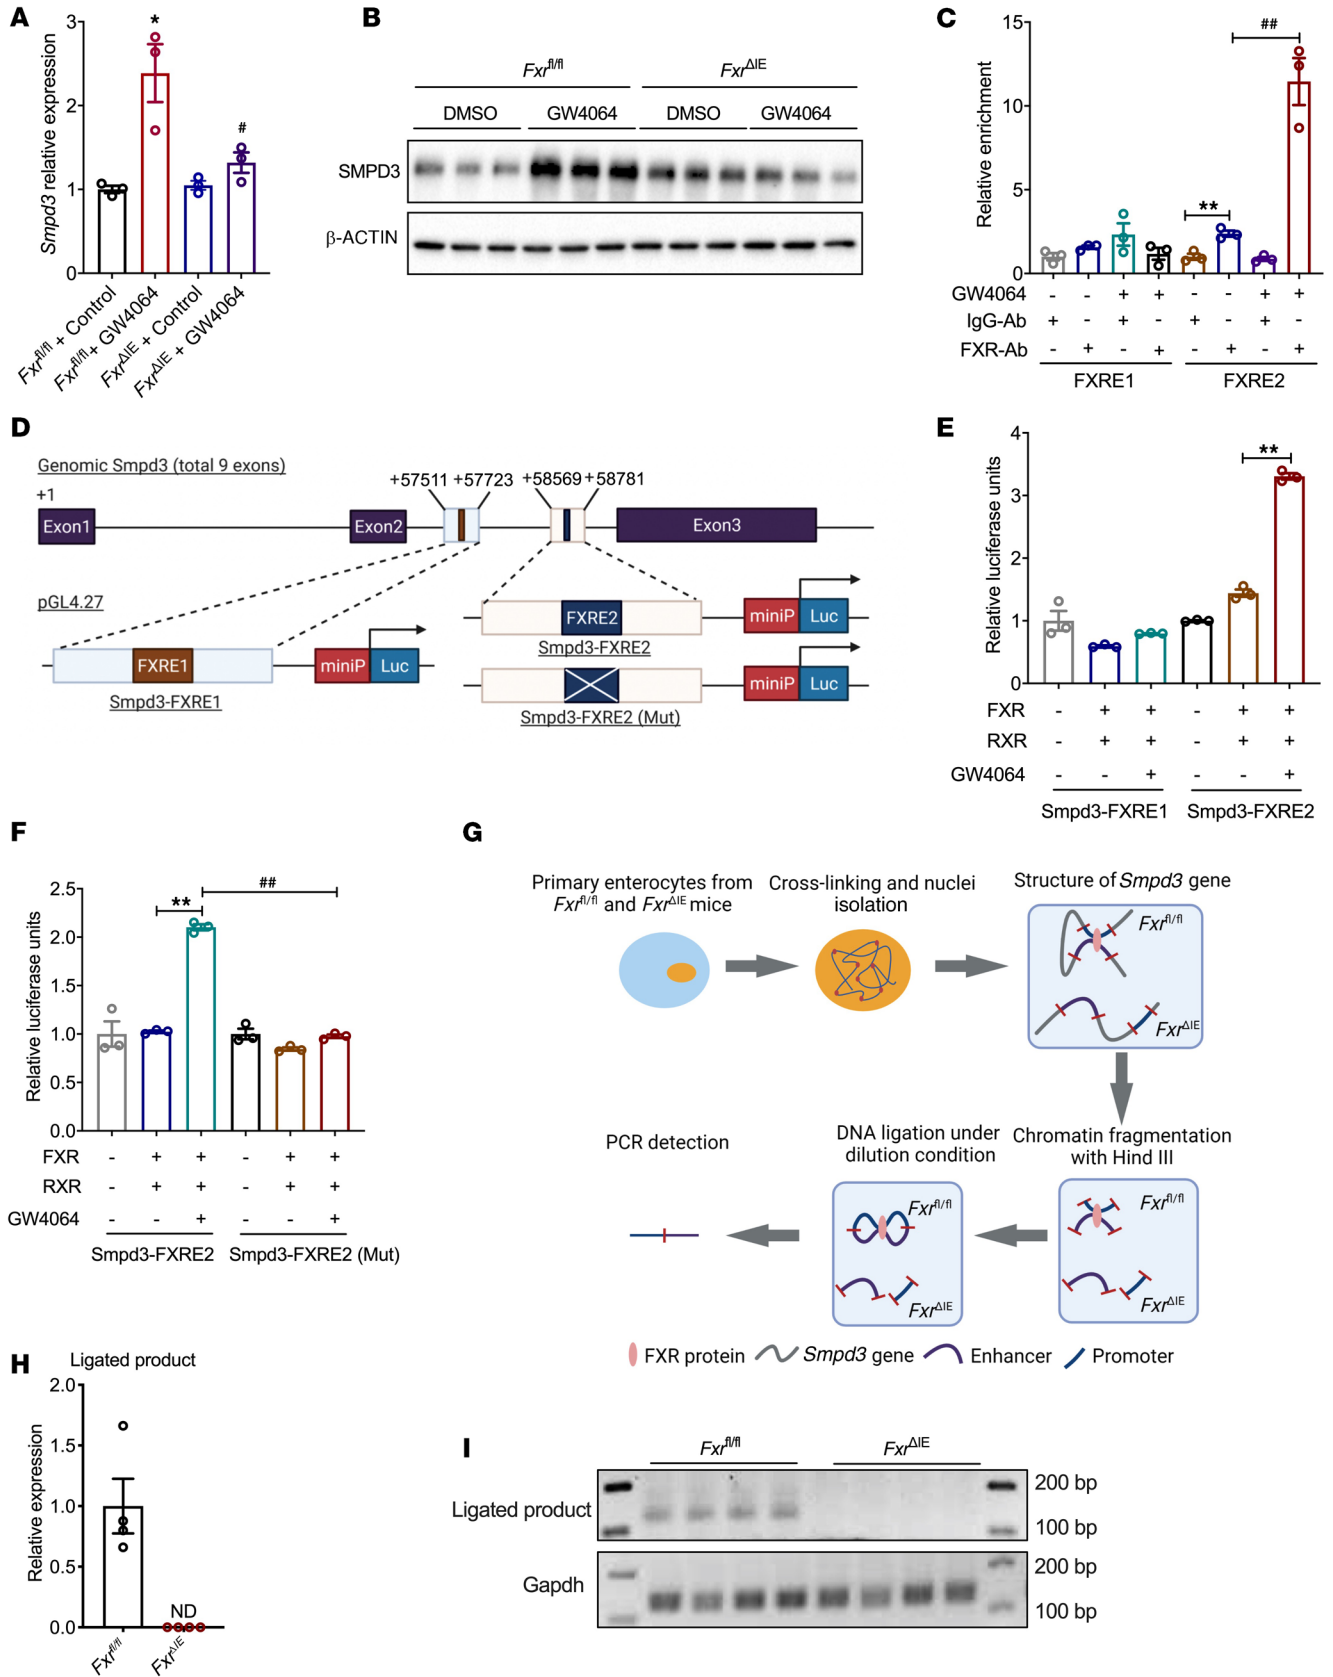 A
Smpd3 relative expression
3
2
1
0
*
#
Fxrfl/fl + Control
Fxrfl/fl + GW4064
FxrΔIE + Control
FxrΔIE + GW4064
B
Fxrfl/fl FxrΔIE
DMSO GW4064 DMSO GW4064
SMPD3
β-ACTIN
C
Relative enrichment
15
10
5
0
##
**
GW4064 - - + + - - + +
IgG-Ab + - + - + - + -
FXR-Ab - + - + - + - +
FXRE1 FXRE2
D
Genomic Smpd3 (total 9 exons)
+57511 +57723 +58569 +58781
+1
Exon1 Exon2 Exon3
pGL4.27
FXRE1 miniP Luc
Smpd3-FXRE1
FXRE2 miniP Luc
Smpd3-FXRE2
miniP Luc
Smpd3-FXRE2 (Mut)
E
Relative luciferase units
4
3
2
1
0
**
FXR - + + - + +
RXR - + + - + +
GW4064 - - + - - +
Smpd3-FXRE1 Smpd3-FXRE2
F
Relative luciferase units
2.5
2.0
1.5
1.0
0.5
0.0
**
##
FXR - + + - + +
RXR - + + - + +
GW4064 - - + - - +
Smpd3-FXRE2 Smpd3-FXRE2 (Mut)
G
Primary enterocytes from
Fxrfl/fl and FxrΔIE mice
Cross-linking and nuclei
isolation
Structure of Smpd3 gene
Fxrfl/fl
FxrΔIE
Chromatin fragmentation
with Hind III
Fxrfl/fl
FxrΔIE
DNA ligation under
dilution condition
Fxrfl/fl
FxrΔIE
PCR detection
FXR protein Smpd3 gene Enhancer Promoter
H
Ligated product
Relative expression
2.0
1.5
1.0
0.5
0.0
ND
Fxrfl/fl
FxrΔIE
I
Fxrfl/fl FxrΔIE
Ligated product
200 bp
100 bp
Gapdh
200 bp
100 bp